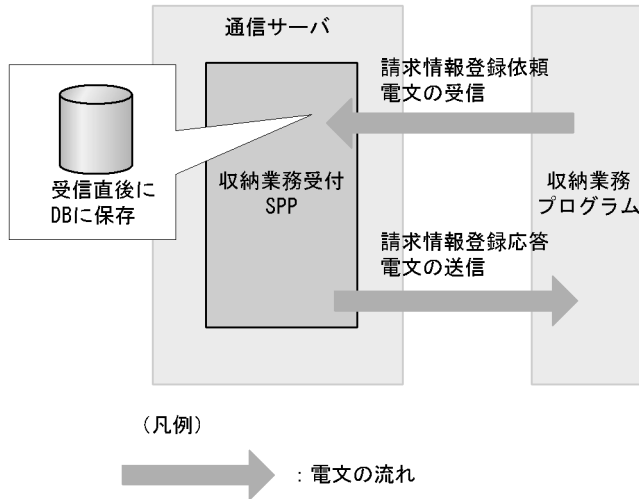 通信サーバ
請求情報登録依頼
電文の受信
受信直後に
DBに保存
収納業務受付
SPP
収納業務
プログラム
請求情報登録応答
電文の送信
（凡例）
：電文の流れ